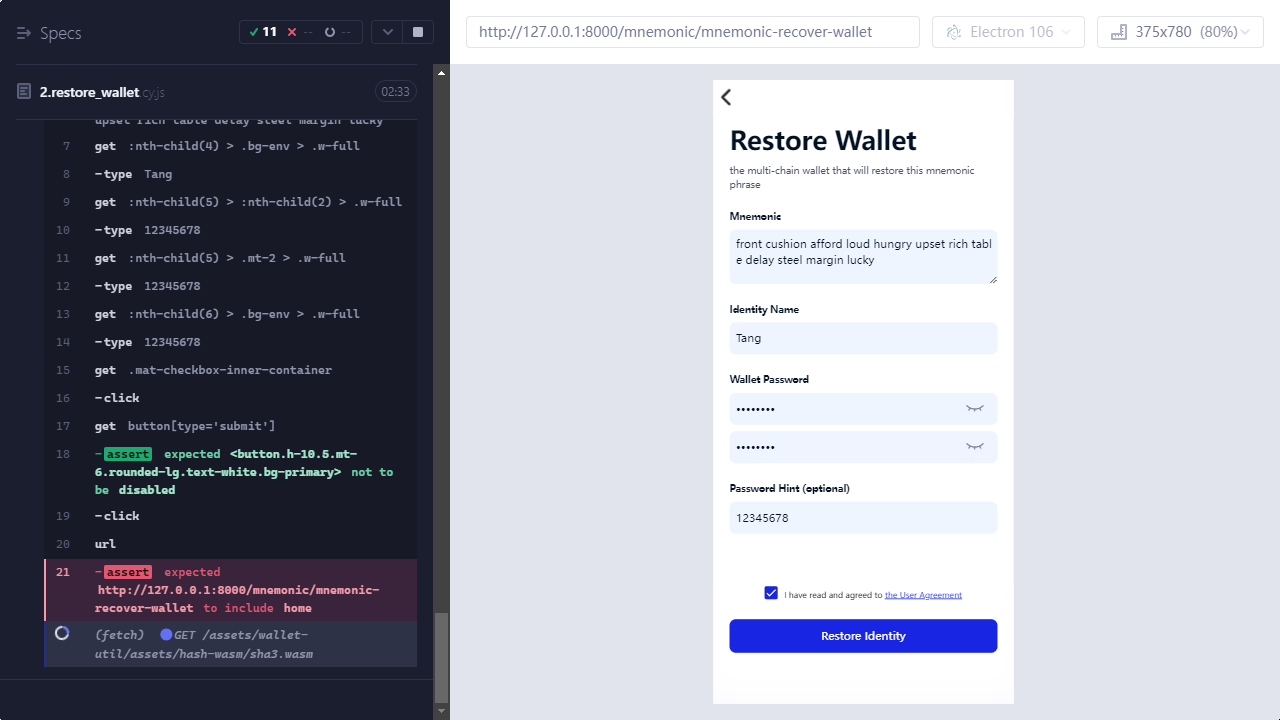 Specs
11 -- --
2.restore_wallet.cy.js 02:33
upset rich table delay steel margin lucky
7 get :nth-child(4) > .bg-env > .w-full
8 -type Tang
9 get :nth-child(5) > :nth-child(2) > .w-full
10 -type 12345678
11 get :nth-child(5) > .mt-2 > .w-full
12 -type 12345678
13 get :nth-child(6) > .bg-env > .w-full
14 -type 12345678
15 get .mat-checkbox-inner-container
16 -click
17 get button[type='submit']
18 -assert expected <button.h-10.5.mt-
6.rounded-lg.text-white.bg-primary> not to
be disabled
19 -click
20 url
21 -assert expected
http://127.0.0.1:8000/mnemonic/mnemonic-
recover-wallet to include home
(fetch) GET /assets/wallet-
util/assets/hash-wasm/sha3.wasm
http://127.0.0.1:8000/mnemonic/mnemonic-recover-wallet
Electron 106
375x780 (80%)
Restore Wallet
the multi-chain wallet that will restore this mnemonic
phrase
Mnemonic
front cushion afford loud hungry upset rich tabl
e delay steel margin lucky
Identity Name
Tang
Wallet Password
••••••••
••••••••
Password Hint (optional)
12345678
I have read and agreed to the User Agreement
Restore Identity